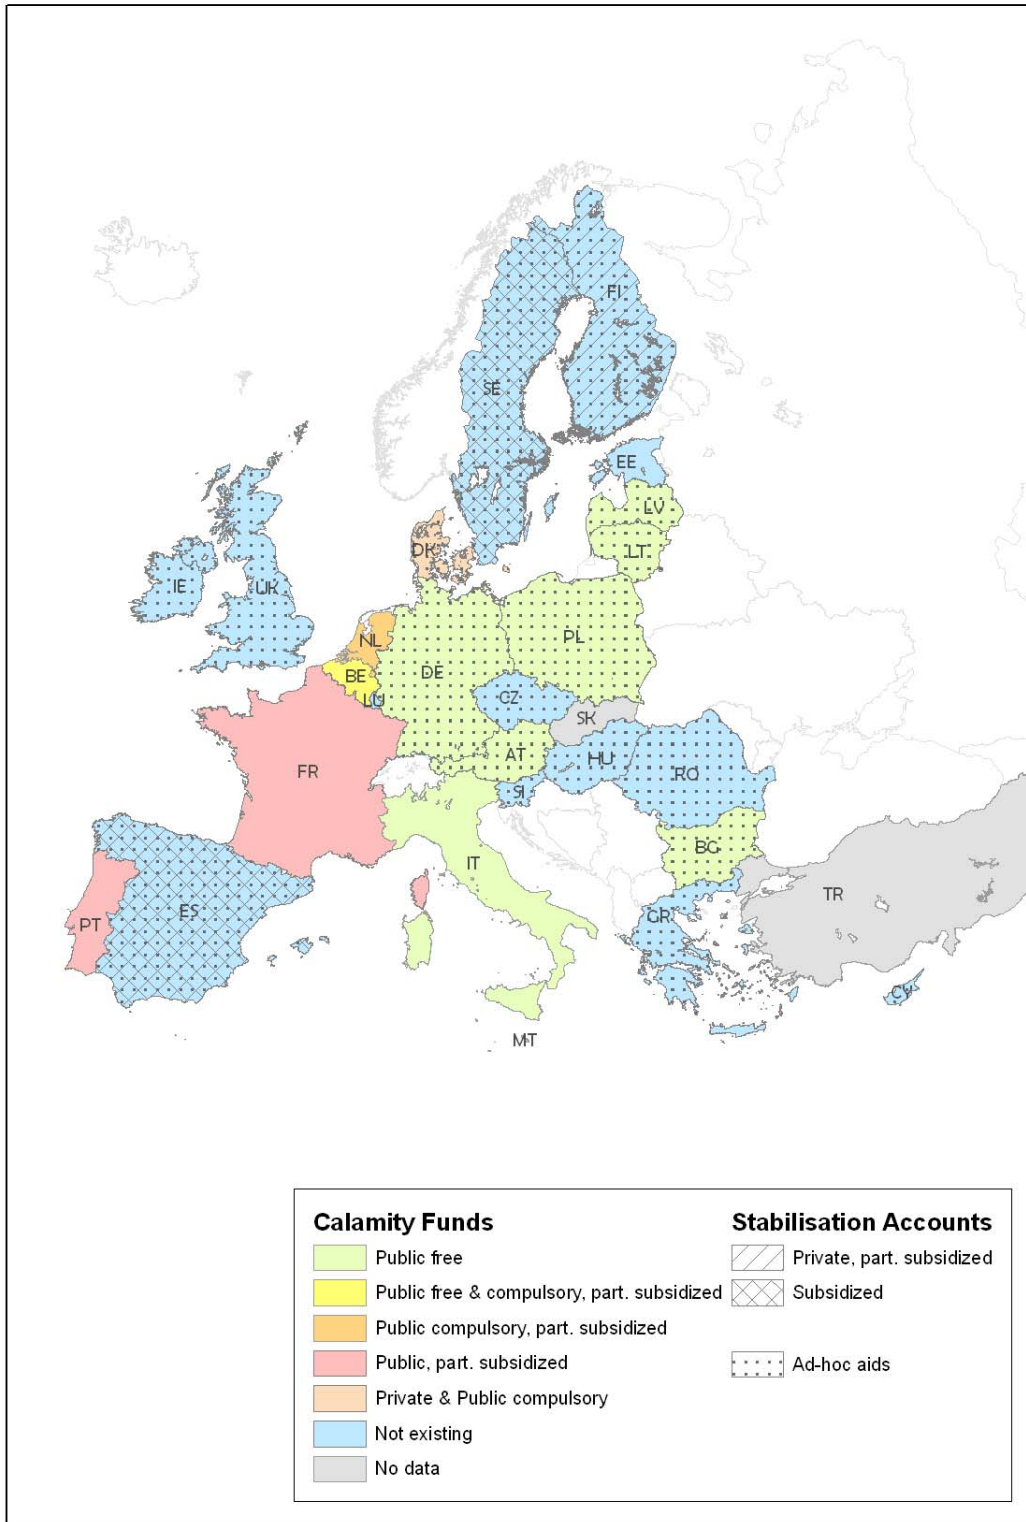 FI
SE
EE
LV
DK
LT
IE
UK
PL
NL
DE
BE
CZ
LU
SK
AT
HU
FR
RO
SI
BG
IT
TR
ES
GR
PT
CY
MT
Calamity Funds
Public free
Public free & compulsory, part. subsidized
Public compulsory, part. subsidized
Public, part. subsidized
Private & Public compulsory
Not existing
No data
Stabilisation Accounts
Private, part. subsidized
Subsidized
Ad-hoc aids